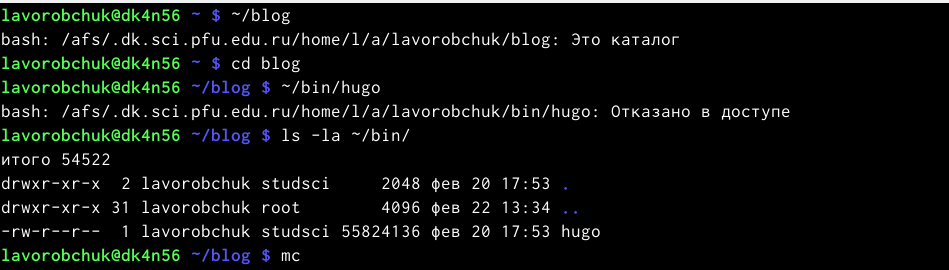 lavorobchuk@dk4n56 ~ $ ~/blog
bash: /afs/.dk.sci.pfu.edu.ru/home/l/a/lavorobchuk/blog: Это каталог
lavorobchuk@dk4n56 ~ $ cd blog
lavorobchuk@dk4n56 ~/blog $ ~/bin/hugo
bash: /afs/.dk.sci.pfu.edu.ru/home/l/a/lavorobchuk/bin/hugo: Отказано в доступе
lavorobchuk@dk4n56 ~/blog $ ls -la ~/bin/
итого 54522
drwxr-xr-x  2 lavorobchuk studsci     2048 фев 20 17:53 .
drwxr-xr-x 31 lavorobchuk root        4096 фев 22 13:34 ..
-rw-r--r--  1 lavorobchuk studsci 55824136 фев 20 17:53 hugo
lavorobchuk@dk4n56 ~/blog $ mc